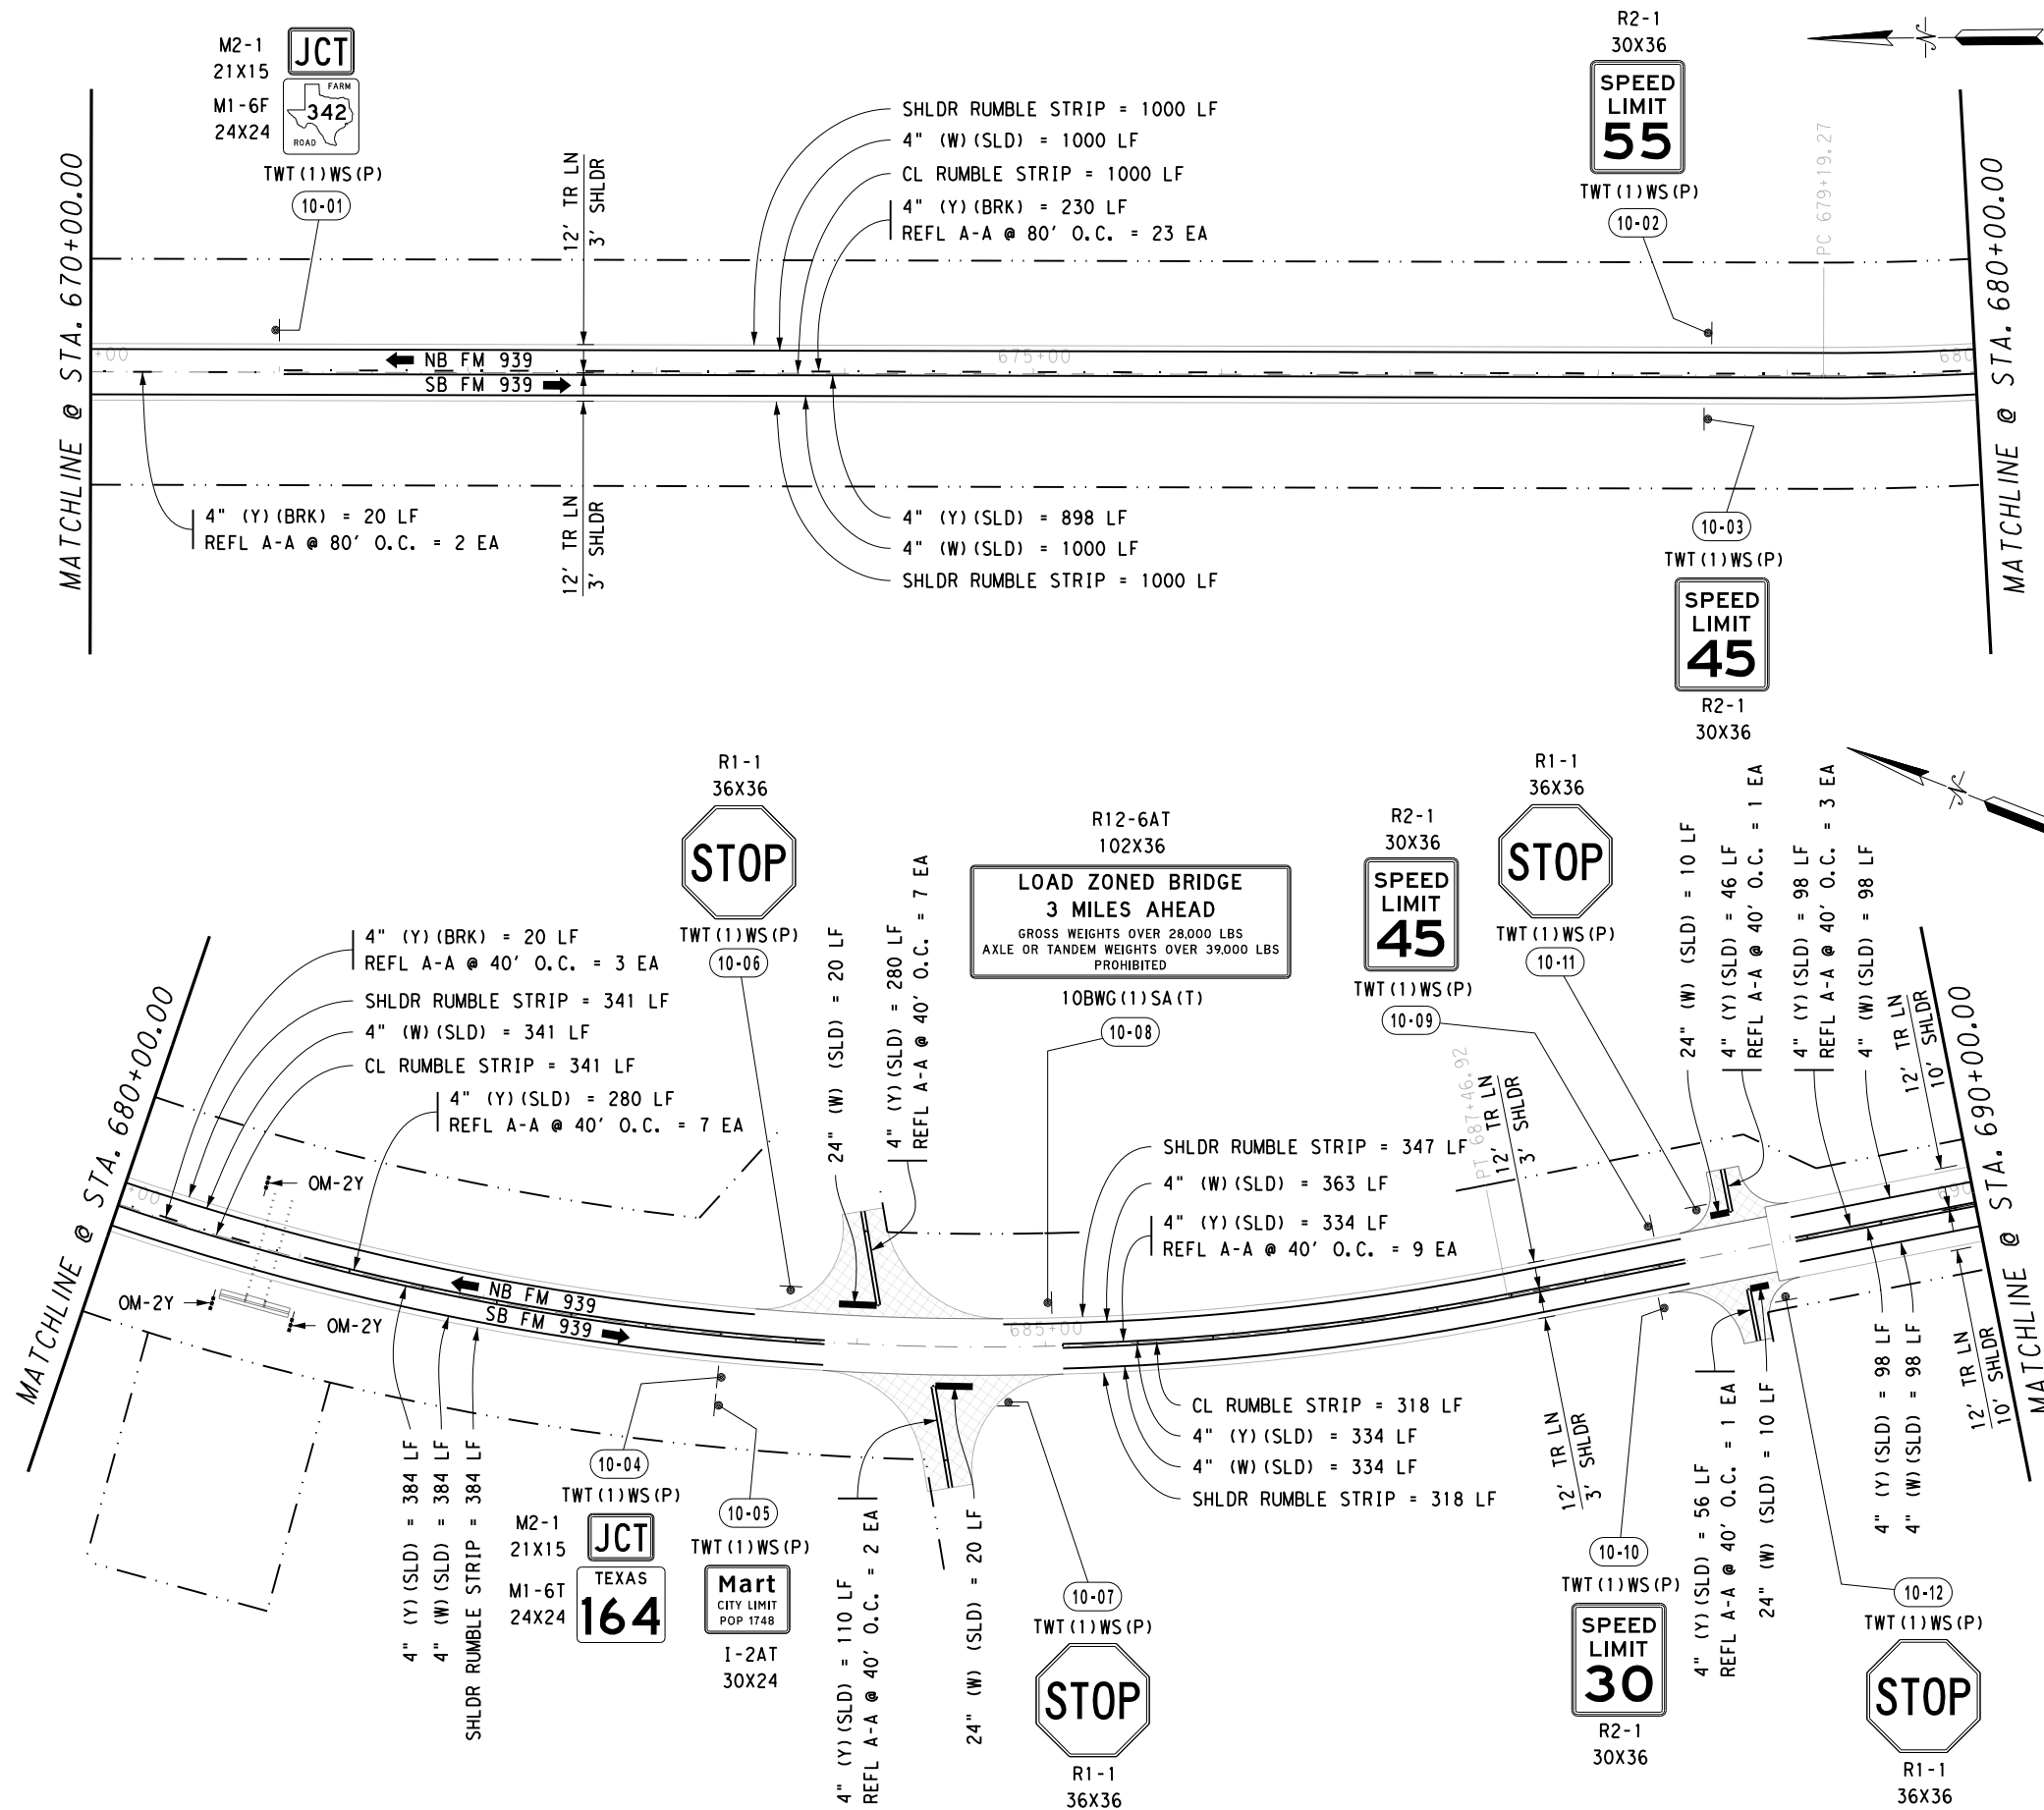 M2-1
21X15
JCT
M1-6F
24X24
FARM
342
ROAD
TWT(1)WS(P)
10-01
R2-1
30X36
SPEED
LIMIT
55
TWT(1)WS(P)
10-02
N
PC 679+19.27
MATCHLINE @ STA. 670+00.00
12' TR LN
3' SHLDR
SHLDR RUMBLE STRIP = 1000 LF
4" (W)(SLD) = 1000 LF
CL RUMBLE STRIP = 1000 LF
4" (Y)(BRK) = 230 LF
REFL A-A @ 80' O.C. = 23 EA
MATCHLINE @ STA. 680+00.00
+00
NB FM 939
SB FM 939
675+00
680
4" (Y)(BRK) = 20 LF
REFL A-A @ 80' O.C. = 2 EA
12' TR LN
3' SHLDR
4" (Y)(SLD) = 898 LF
4" (W)(SLD) = 1000 LF
SHLDR RUMBLE STRIP = 1000 LF
10-03
TWT(1)WS(P)
SPEED
LIMIT
45
R2-1
30X36
N
MATCHLINE @ STA. 680+00.00
4" (Y)(BRK) = 20 LF
REFL A-A @ 40' O.C. = 3 EA
SHLDR RUMBLE STRIP = 341 LF
4" (W)(SLD) = 341 LF
CL RUMBLE STRIP = 341 LF
4" (Y)(SLD) = 280 LF
REFL A-A @ 40' O.C. = 7 EA
R1-1
36X36
STOP
TWT(1)WS(P)
10-06
24" (W) (SLD) = 20 LF
4" (Y)(SLD) = 280 LF
REFL A-A @ 40' O.C. = 7 EA
R12-6AT
102X36
LOAD ZONED BRIDGE
3 MILES AHEAD
GROSS WEIGHTS OVER 28,000 LBS
AXLE OR TANDEM WEIGHTS OVER 39,000 LBS
PROHIBITED
10BWG(1)SA(T)
10-08
R2-1
30X36
SPEED
LIMIT
45
TWT(1)WS(P)
10-09
R1-1
36X36
STOP
TWT(1)WS(P)
10-11
24" (W) (SLD) = 10 LF
4" (Y)(SLD) = 46 LF
REFL A-A @ 40' O.C. = 1 EA
4" (Y)(SLD) = 98 LF
REFL A-A @ 40' O.C. = 3 EA
4" (W)(SLD) = 98 LF
12' TR LN
10' SHLDR
MATCHLINE @ STA. 690+00.00
PT 687+46.92
12' TR LN
3' SHLDR
SHLDR RUMBLE STRIP = 347 LF
4" (W)(SLD) = 363 LF
4" (Y)(SLD) = 334 LF
REFL A-A @ 40' O.C. = 9 EA
+00
OM-2Y
OM-2Y
OM-2Y
NB FM 939
SB FM 939
685+00
690
4" (Y)(SLD) = 384 LF
4" (W)(SLD) = 384 LF
SHLDR RUMBLE STRIP = 384 LF
10-04
TWT(1)WS(P)
M2-1
21X15
JCT
M1-6T
24X24
TEXAS
164
10-05
TWT(1)WS(P)
Mart
CITY LIMIT
POP 1748
I-2AT
30X24
4" (Y)(SLD) = 110 LF
REFL A-A @ 40' O.C. = 2 EA
24" (W) (SLD) = 20 LF
10-07
TWT(1)WS(P)
STOP
R1-1
36X36
CL RUMBLE STRIP = 318 LF
4" (Y)(SLD) = 334 LF
4" (W)(SLD) = 334 LF
SHLDR RUMBLE STRIP = 318 LF
12' TR LN
3' SHLDR
10-10
TWT(1)WS(P)
SPEED
LIMIT
30
R2-1
30X36
4" (Y)(SLD) = 56 LF
REFL A-A @ 40' O.C. = 1 EA
24" (W) (SLD) = 10 LF
10-12
TWT(1)WS(P)
STOP
R1-1
36X36
4" (Y)(SLD) = 98 LF
4" (W)(SLD) = 98 LF
12' TR LN
10' SHLDR